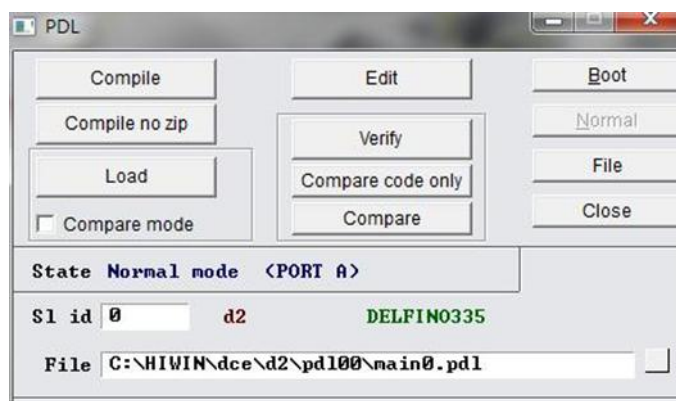 PDL
Compile
Edit
Boot
Compile no zip
Verify
Normal
Load
Compare code only
File
Compare mode
Compare
Close
State Normal mode (PORT A)
Sl id 0 d2 DELFINO335
File C:\HIWIN\dce\d2\pdl00\main0.pdl